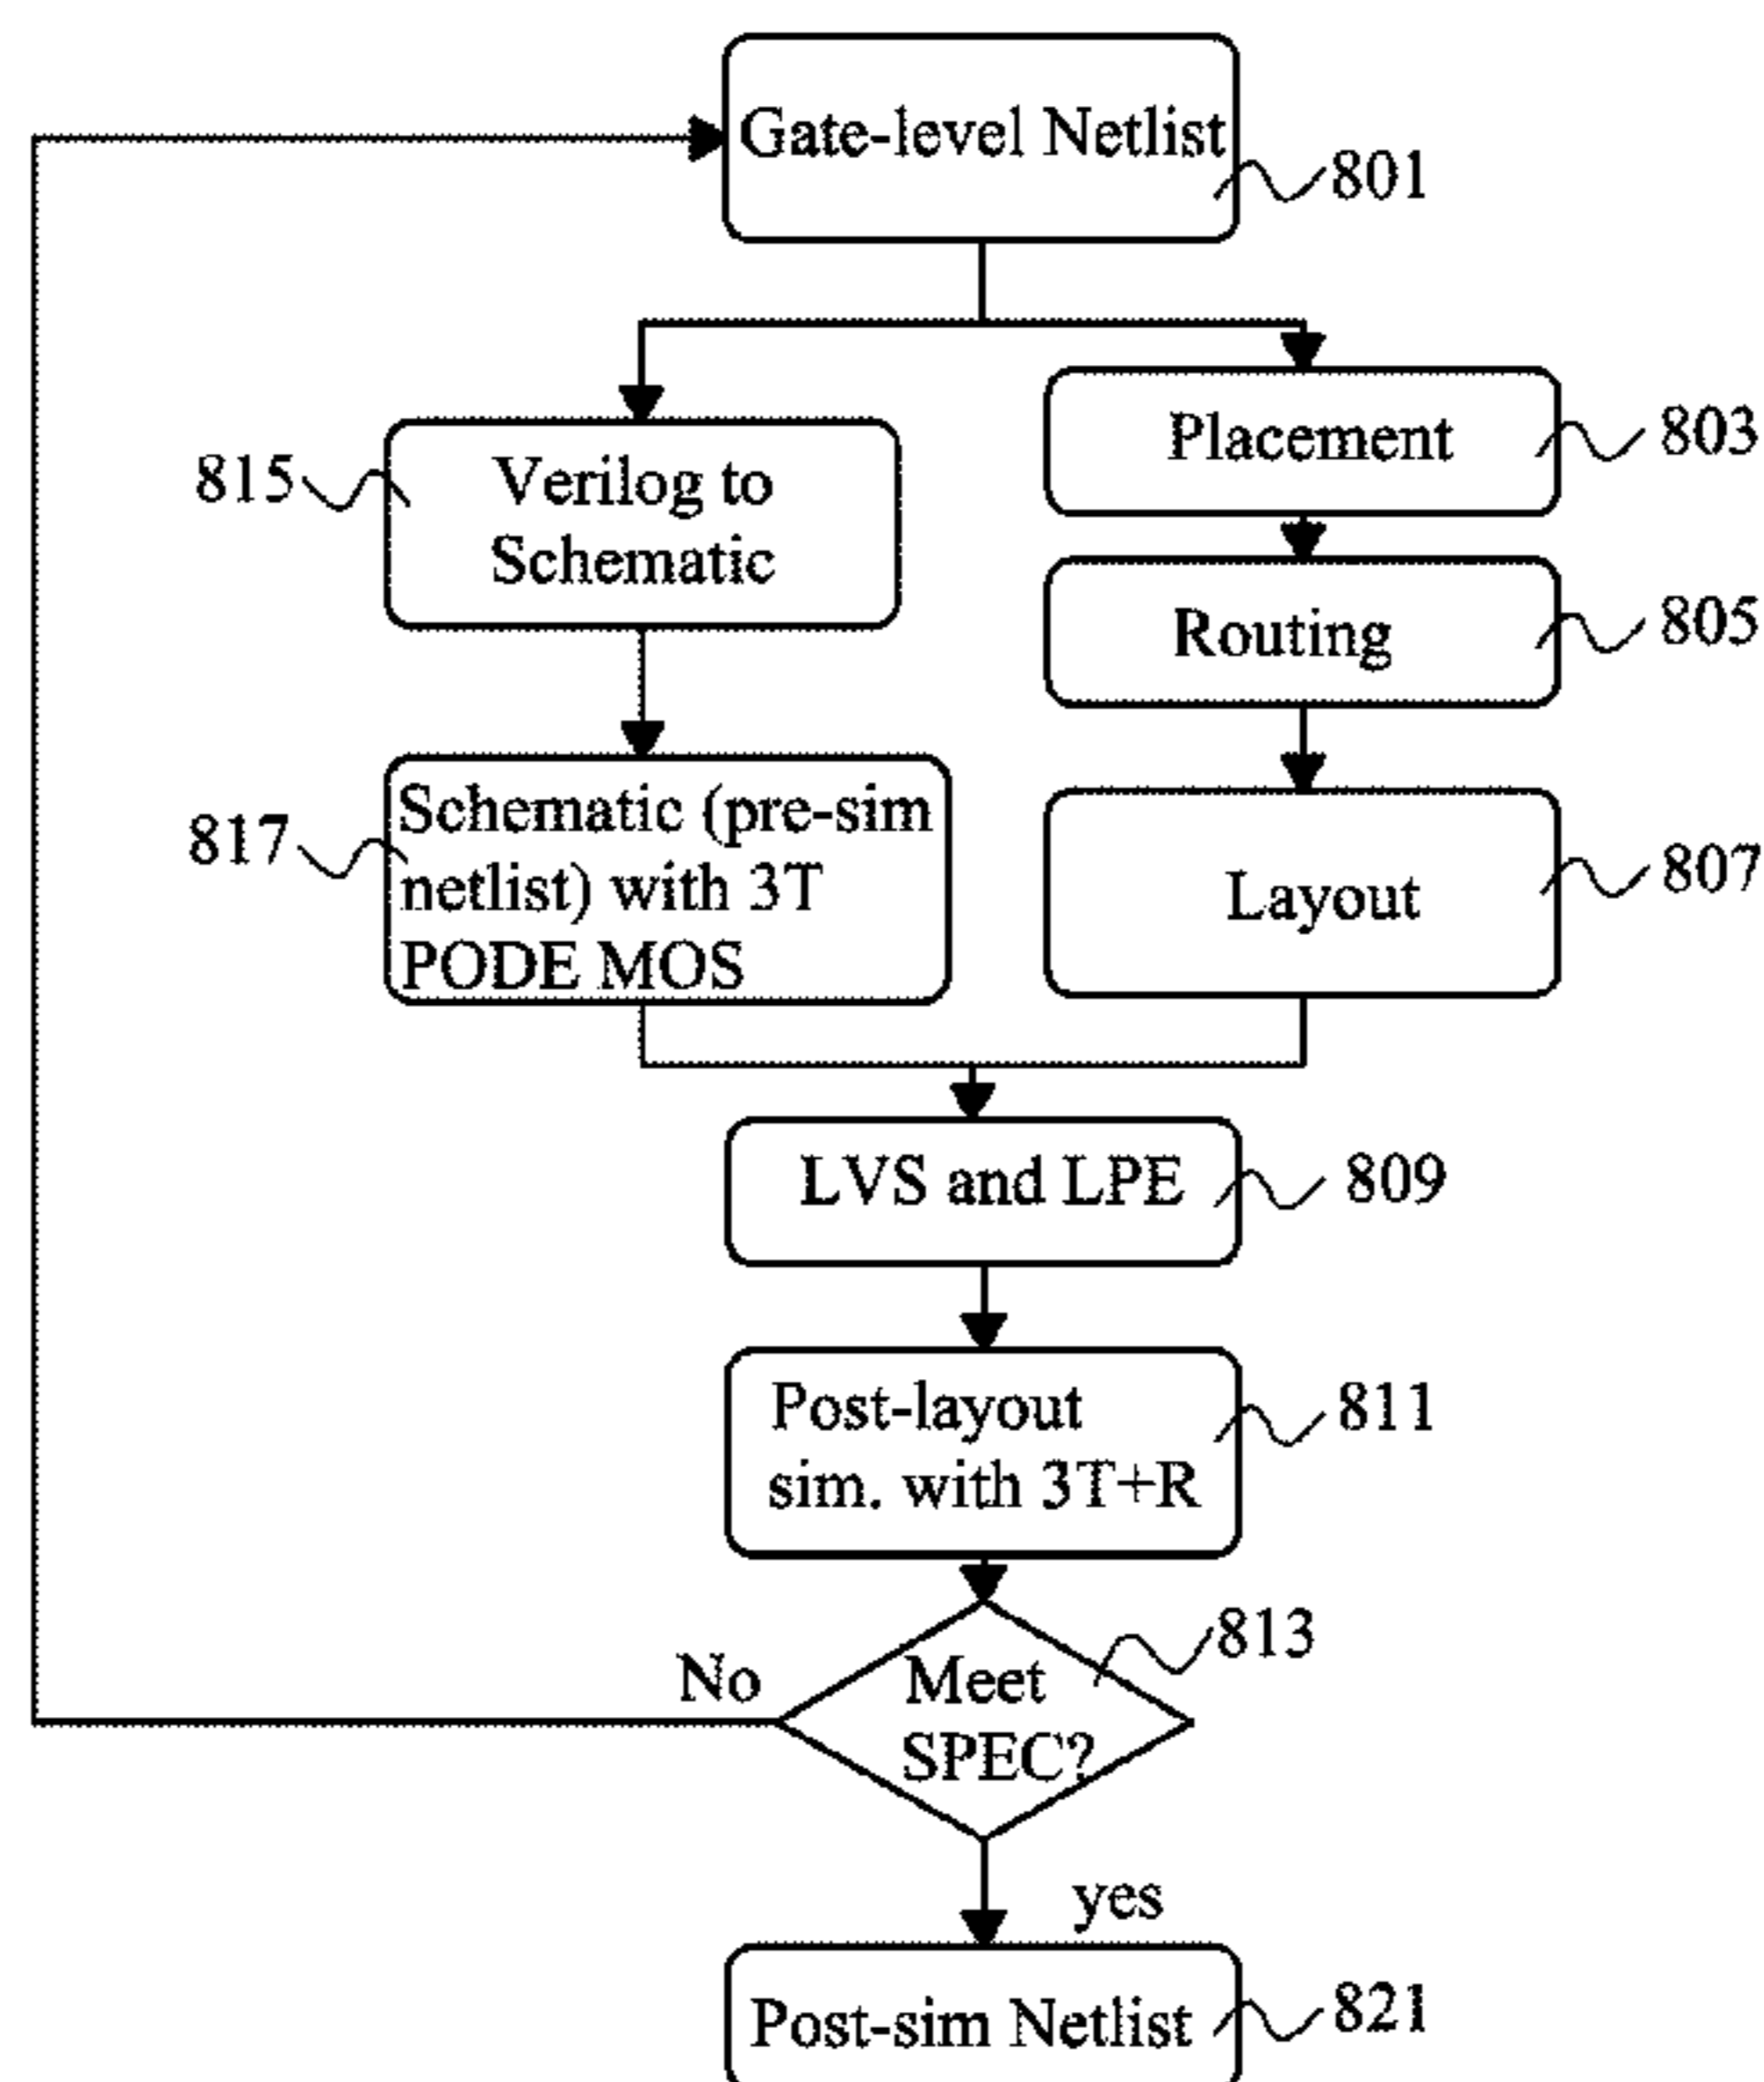 Gate-level Netlist
801
Placement
803
815
Verilog to
Schematic
Routing
805
817
Schematic (pre-sim
netlist) with 3T
PODE MOS
Layout
807
LVS and LPE
809
Post-layout
sim. with 3T+R
811
813
No
Meet
SPEC?
yes
Post-sim Netlist
821